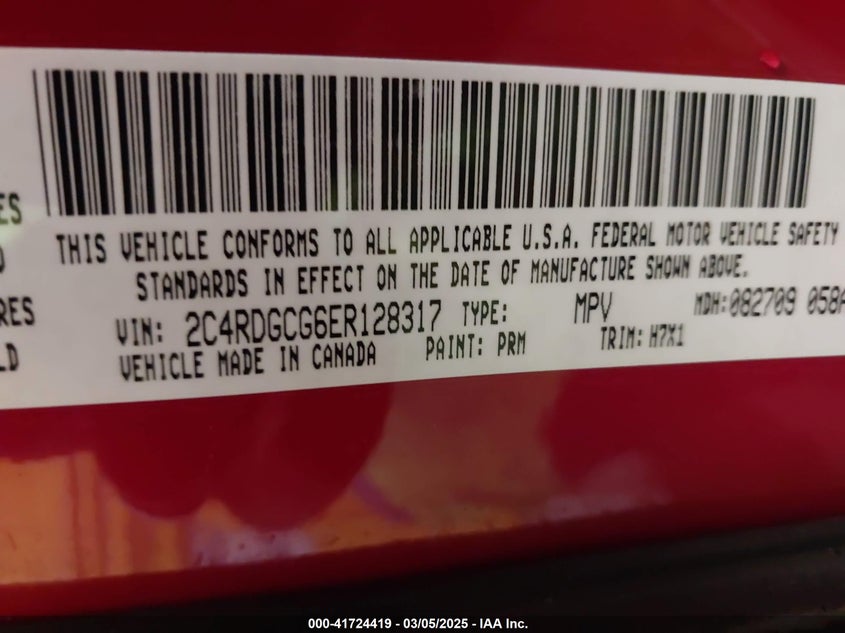 ES
THIS VEHICLE CONFORMS TO ALL APPLICABLE U.S.A. FEDERAL MOTOR VEHICLE SAFETY
STANDARDS IN EFFECT ON THE DATE OF MANUFACTURE SHOWN ABOVE.
RES
VIN: 2C4RDGCG6ER128317 TYPE: MPV MDH:082709 058
LD
VEHICLE MADE IN CANADA PAINT: PRM TRIM: H7X1
000-41724419 - 03/05/2025 - IAA Inc.